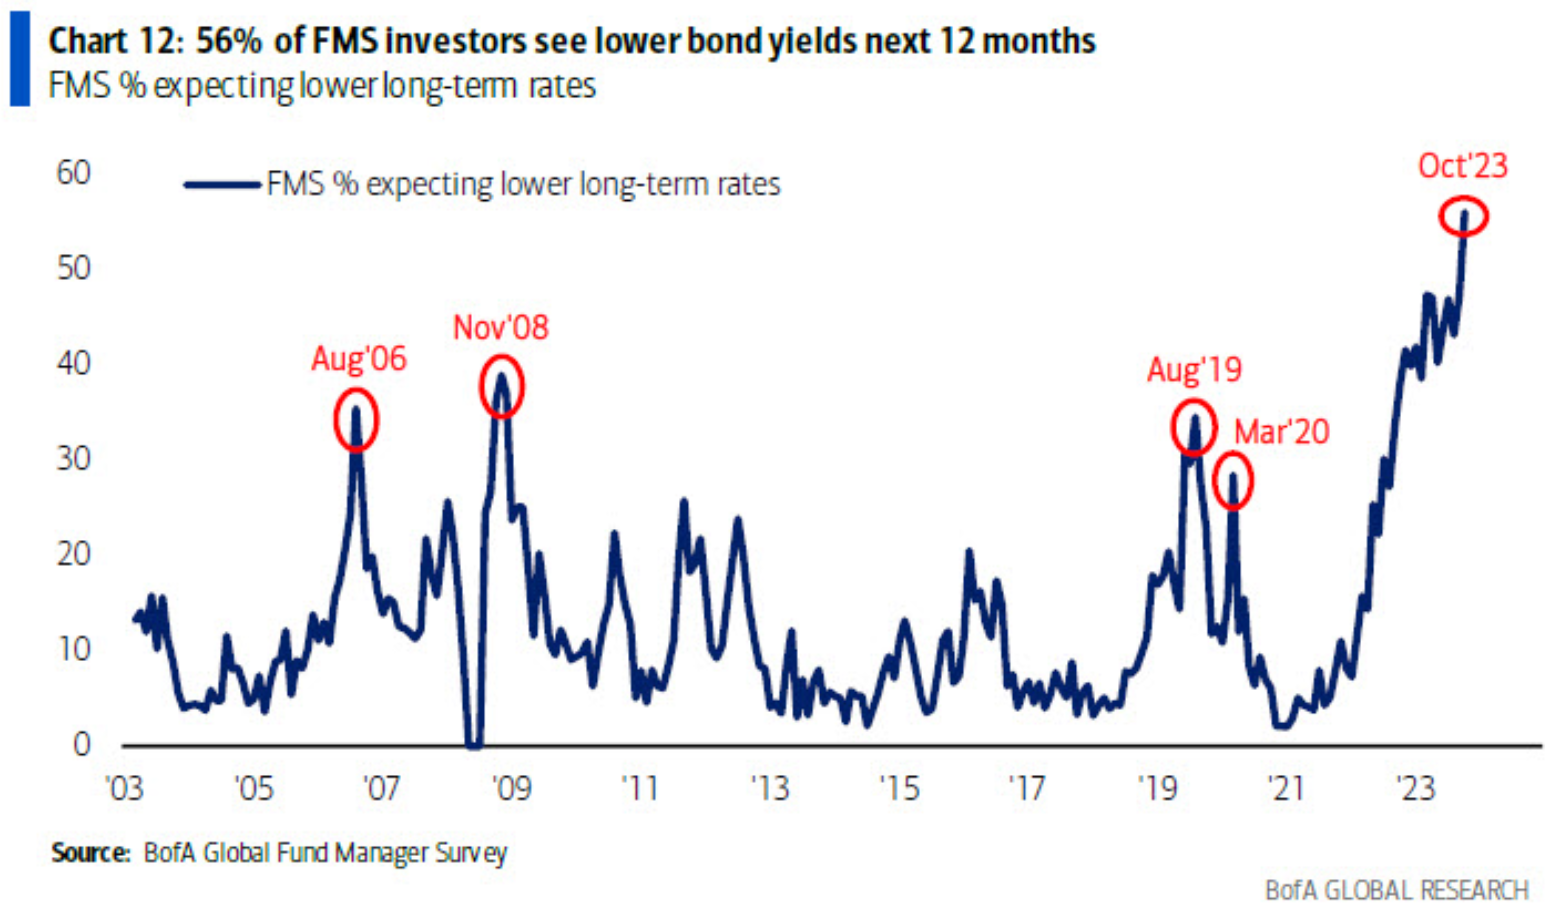 Chart 12: 56% of FMS investors see lower bond yields next 12 months
FMS % expecting lower long-term rates
60
50
40
30
20
10
0
FMS % expecting lower long-term rates
Aug'06
Nov'08
Aug'19
Mar'20
Oct'23
'03 '05 '07 '09 '11 '13 '15 '17 '19 '21 '23
Source: BofA Global Fund Manager Survey
BofA GLOBAL RESEARCH